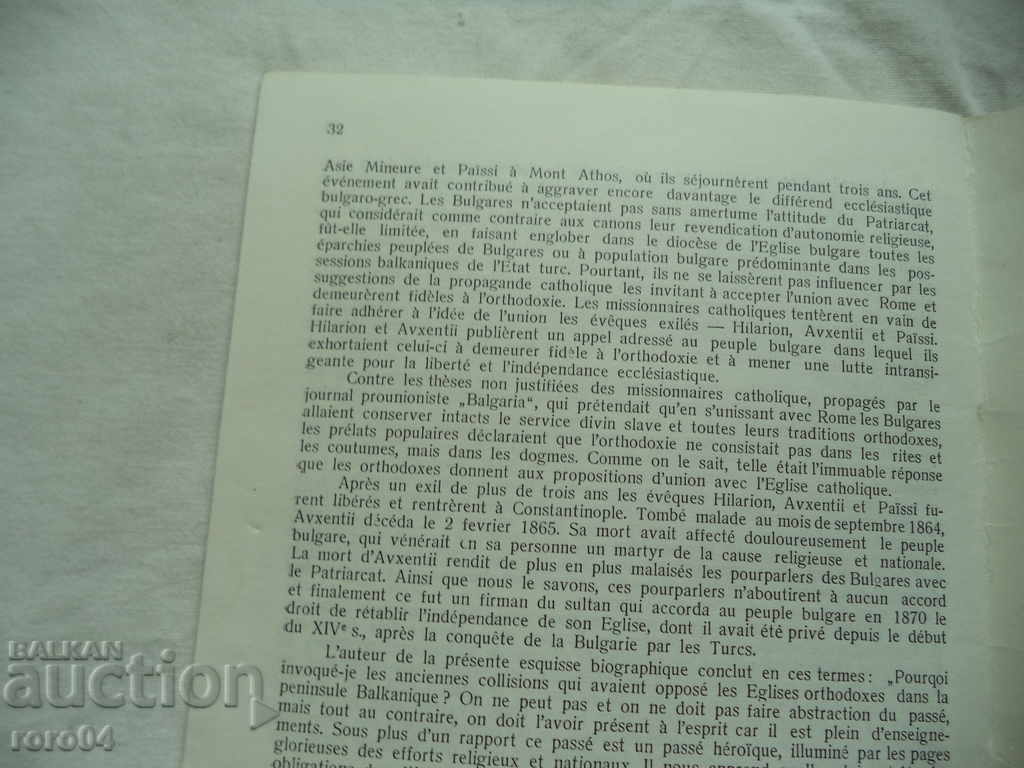 32
Asie Mineure et Païssi à Mont Athos, où ils séjournèrent pendant trois ans. Cet
événement avait contribué à aggraver encore davantage le différend ecclésiastique
bulgaro-grec. Les Bulgares n'acceptaient pas sans amertume l'attitude du Patriarcat,
qui considérait comme contraire aux canons leur revendication d'autonomie religieuse,
fût-elle limitée, en faisant englober dans le diocèse de l'Eglise bulgare toutes les
éparchies peuplées de Bulgares ou à population bulgare prédominante dans les pos-
sessions balkaniques de l'Etat turc. Pourtant, ils ne se laissèrent pas influencer par les
suggestions de la propagande catholique les invitant à accepter l'union avec Rome et
demeurèrent fidèles à l'orthodoxie. Les missionnaires catholiques tentèrent en vain de
faire adhérer à l'idée de l'union les évêques exilés — Hilarion, Avxentii et Païssi.
Hilarion et Avxentii publièrent un appel adressé au peuple bulgare dans lequel ils
exhortaient celui-ci à demeurer fidèle à l'orthodoxie et à mener une lutte intransi-
geante pour la liberté et l'indépendance ecclésiastique.
Contre les thèses non justifiées des missionnaires catholique, propagés par le
journal prounioniste „Balgaria“, qui prétendait qu'en s'unissant avec Rome les Bulgares
allaient conserver intacts le service divin slave et toutes leurs traditions orthodoxes,
les prélats populaires déclaraient que l'orthodoxie ne consistait pas dans les rites et
les coutumes, mais dans les dogmes. Comme on le sait, telle était l'immuable réponse
que les orthodoxes donnent aux propositions d'union avec l'Eglise catholique.
Après un exil de plus de trois ans les évêques Hilarion, Avxentii et Païssi fu-
rent libérés et rentrèrent à Constantinople. Tombé malade au mois de septembre 1864,
Avxentii décéda le 2 fevrier 1865. Sa mort avait affecté douloureusement le peuple
bulgare, qui vénérait en sa personne un martyr de la cause religieuse et nationale.
La mort d'Avxentii rendit de plus en plus malaisés les pourparlers des Bulgares avec
le Patriarcat. Ainsi que nous le savons, ces pourparlers n'aboutirent à aucun accord
et finalement ce fut un firman du sultan qui accorda au peuple bulgare en 1870 le
droit de rétablir l'indépendance de son Eglise, dont il avait été privé depuis le début
du XIVe s., après la conquête de la Bulgarie par les Turcs.
L'auteur de la présente esquisse biographique conclut en ces termes: „Pourqoi
invoqué-je les anciennes collisions qui avaient opposé les Eglises orthodoxes dans la
peninsule Balkanique? On ne peut pas et on ne doit pas faire abstraction du passé,
mais tout au contraire, on doit l'avoir présent à l'esprit car il est plein d'enseigne-
ments. Sous plus d'un rapport ce passé est un passé héroïque, illuminé par les pages
glorieuses des efforts religieux et nationaux. Il nous apprend
obligations
BALKAN
auction
roro04